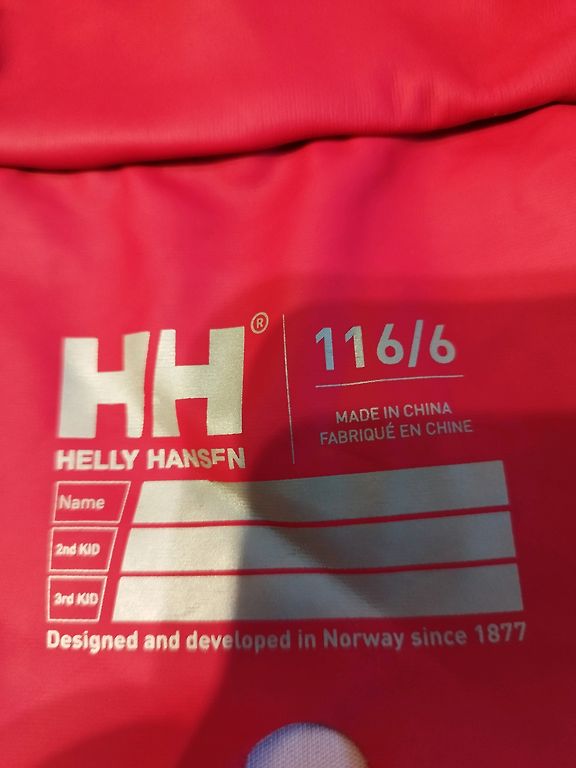 HH®
HELLY HANSEN
116/6
MADE IN CHINA
FABRIQUÉ EN CHINE
Name
2nd KID
3rd KID
Designed and developed in Norway since 1877